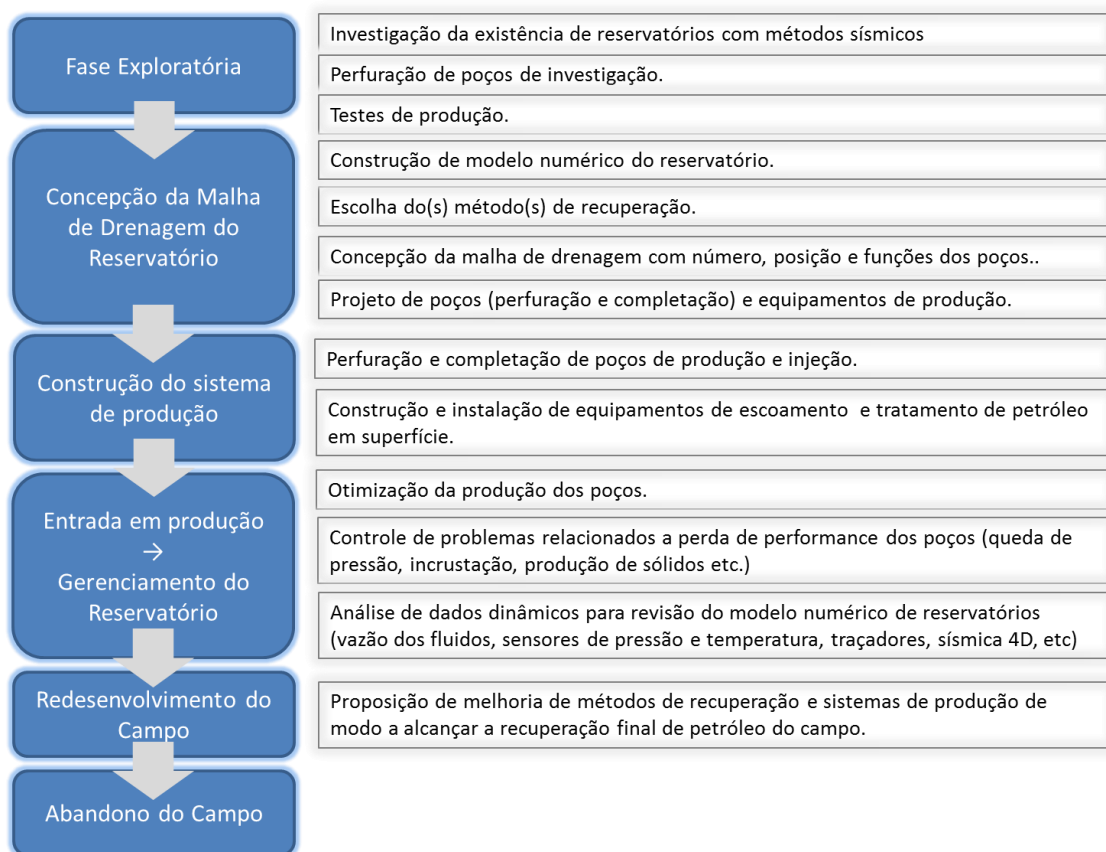 Fase Exploratória
Investigação da existência de reservatórios com métodos sísmicos
Perfuração de poços de investigação.
Testes de produção.
Concepção da Malha
de Drenagem do
Reservatório
Construção de modelo numérico do reservatório.
Escolha do(s) método(s) de recuperação.
Concepção da malha de drenagem com número, posição e funções dos poços..
Projeto de poços (perfuração e completação) e equipamentos de produção.
Construção do sistema
de produção
Perfuração e completação de poços de produção e injeção.
Construção e instalação de equipamentos de escoamento e tratamento de petróleo
em superfície.
Entrada em produção
→
Gerenciamento do
Reservatório
Otimização da produção dos poços.
Controle de problemas relacionados a perda de performance dos poços (queda de
pressão, incrustação, produção de sólidos etc.)
Análise de dados dinâmicos para revisão do modelo numérico de reservatórios
(vazão dos fluidos, sensores de pressão e temperatura, traçadores, sísmica 4D, etc)
Redesenvolvimento do
Campo
Proposição de melhoria de métodos de recuperação e sistemas de produção de
modo a alcançar a recuperação final de petróleo do campo.
Abandono do Campo